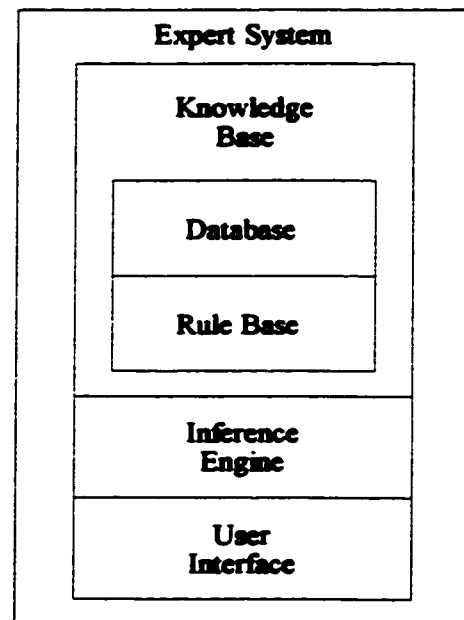 Expert System
Knowledge
Base
Database
Rule Base
Inference
Engine
User
Interface